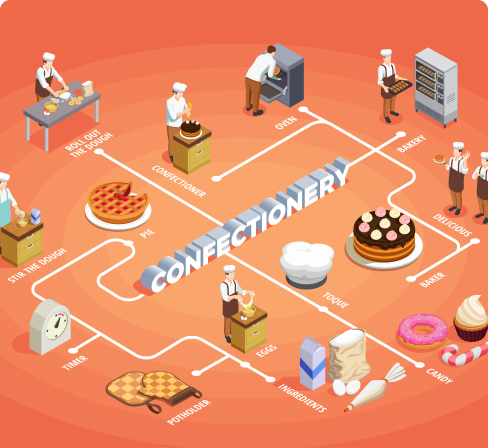 ROLL OUT
THE DOUGH
CONFECTIONER
OVEN
BAKERY
CONFECTIONERY
PIE
DELICIOUS
STIR THE DOUGH
TOQUE
BAKER
TIMER
EGGS
CANDY
POTHOLDER
INGREDIENTS